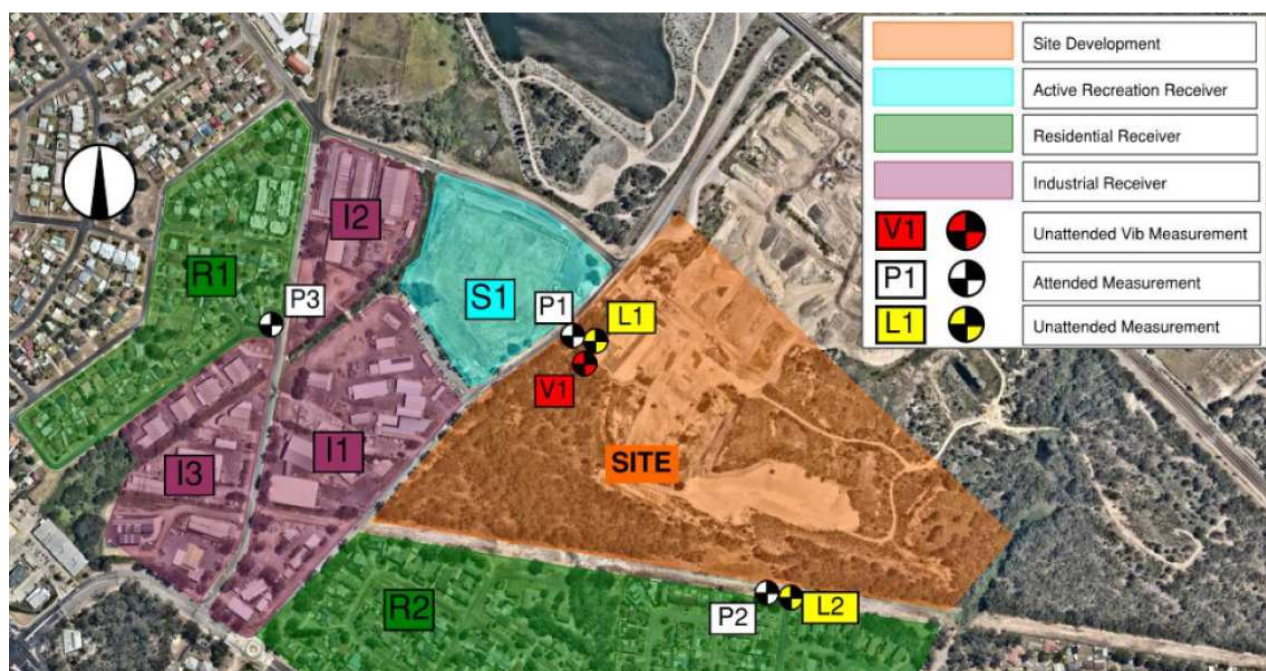 Site Development
Active Recreation Receiver
Residential Receiver
Industrial Receiver
V1
Unattended Vib Measurement
P1
Attended Measurement
L1
Unattended Measurement
I2
R1
S1
P3
P1
L1
V1
I1
SITE
I3
R2
P2
L2